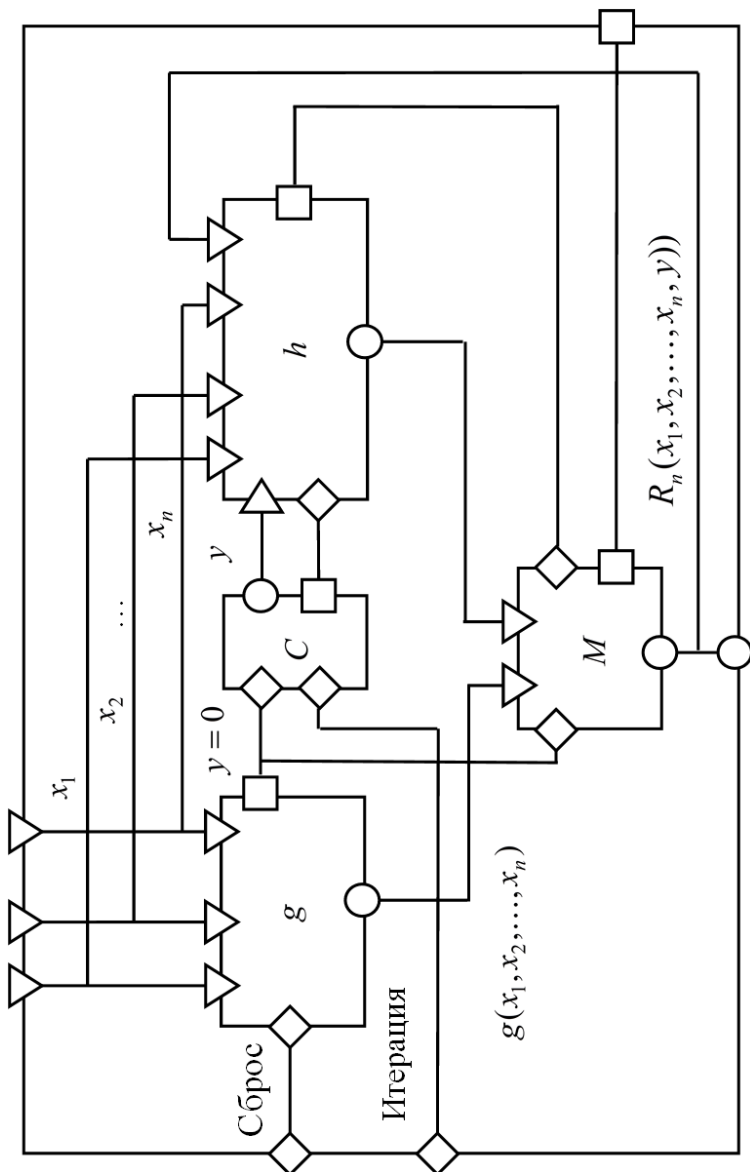 x₁
x₂ …
xₙ
Сброс
g
y = 0
C
y
h
Итерация
g(x₁, x₂,…, xₙ)
M
Rₙ(x₁, x₂,…, xₙ, y))